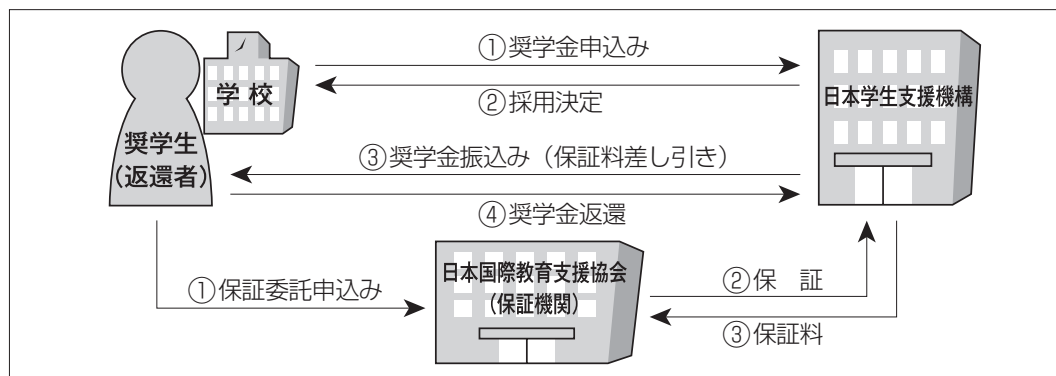 ①奨学金申込み
学校
②採用決定
日本学生支援機構
奨学生
(返還者)
③奨学金振込み（保証料差し引き）
④奨学金返還
①保証委託申込み
日本国際教育支援協会
(保証機関)
②保　証
③保証料